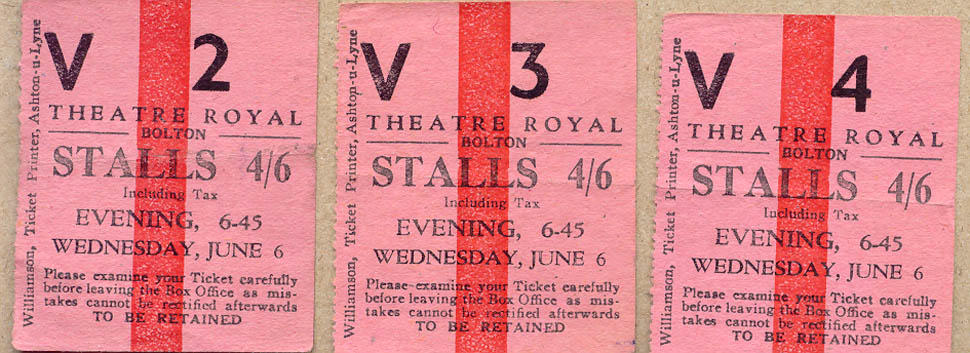 Williamson, Ticket Printer, Ashton-u-Lyne
V 2
THEATRE ROYAL
BOLTON
STALLS 4/6
Including Tax
EVENING, 6-45
WEDNESDAY, JUNE 6
Please examine your Ticket carefully
before leaving the Box Office as mis-
takes cannot be rectified afterwards
TO BE RETAINED
Williamson, Ticket Printer, Ashton-u-Lyne
V 3
THEATRE ROYAL
BOLTON
STALLS 4/6
Including Tax
EVENING, 6-45
WEDNESDAY, JUNE 6
Please examine your Ticket carefully
before leaving the Box Office as mis-
takes cannot be rectified afterwards
TO BE RETAINED
Williamson, Ticket Printer, Ashton-u-Lyne
V 4
THEATRE ROYAL
BOLTON
STALLS 4/6
Including Tax
EVENING, 6-45
WEDNESDAY, JUNE 6
Please examine your Ticket carefully
before leaving the Box Office as mis-
takes cannot be rectified afterwards
TO BE RETAINED